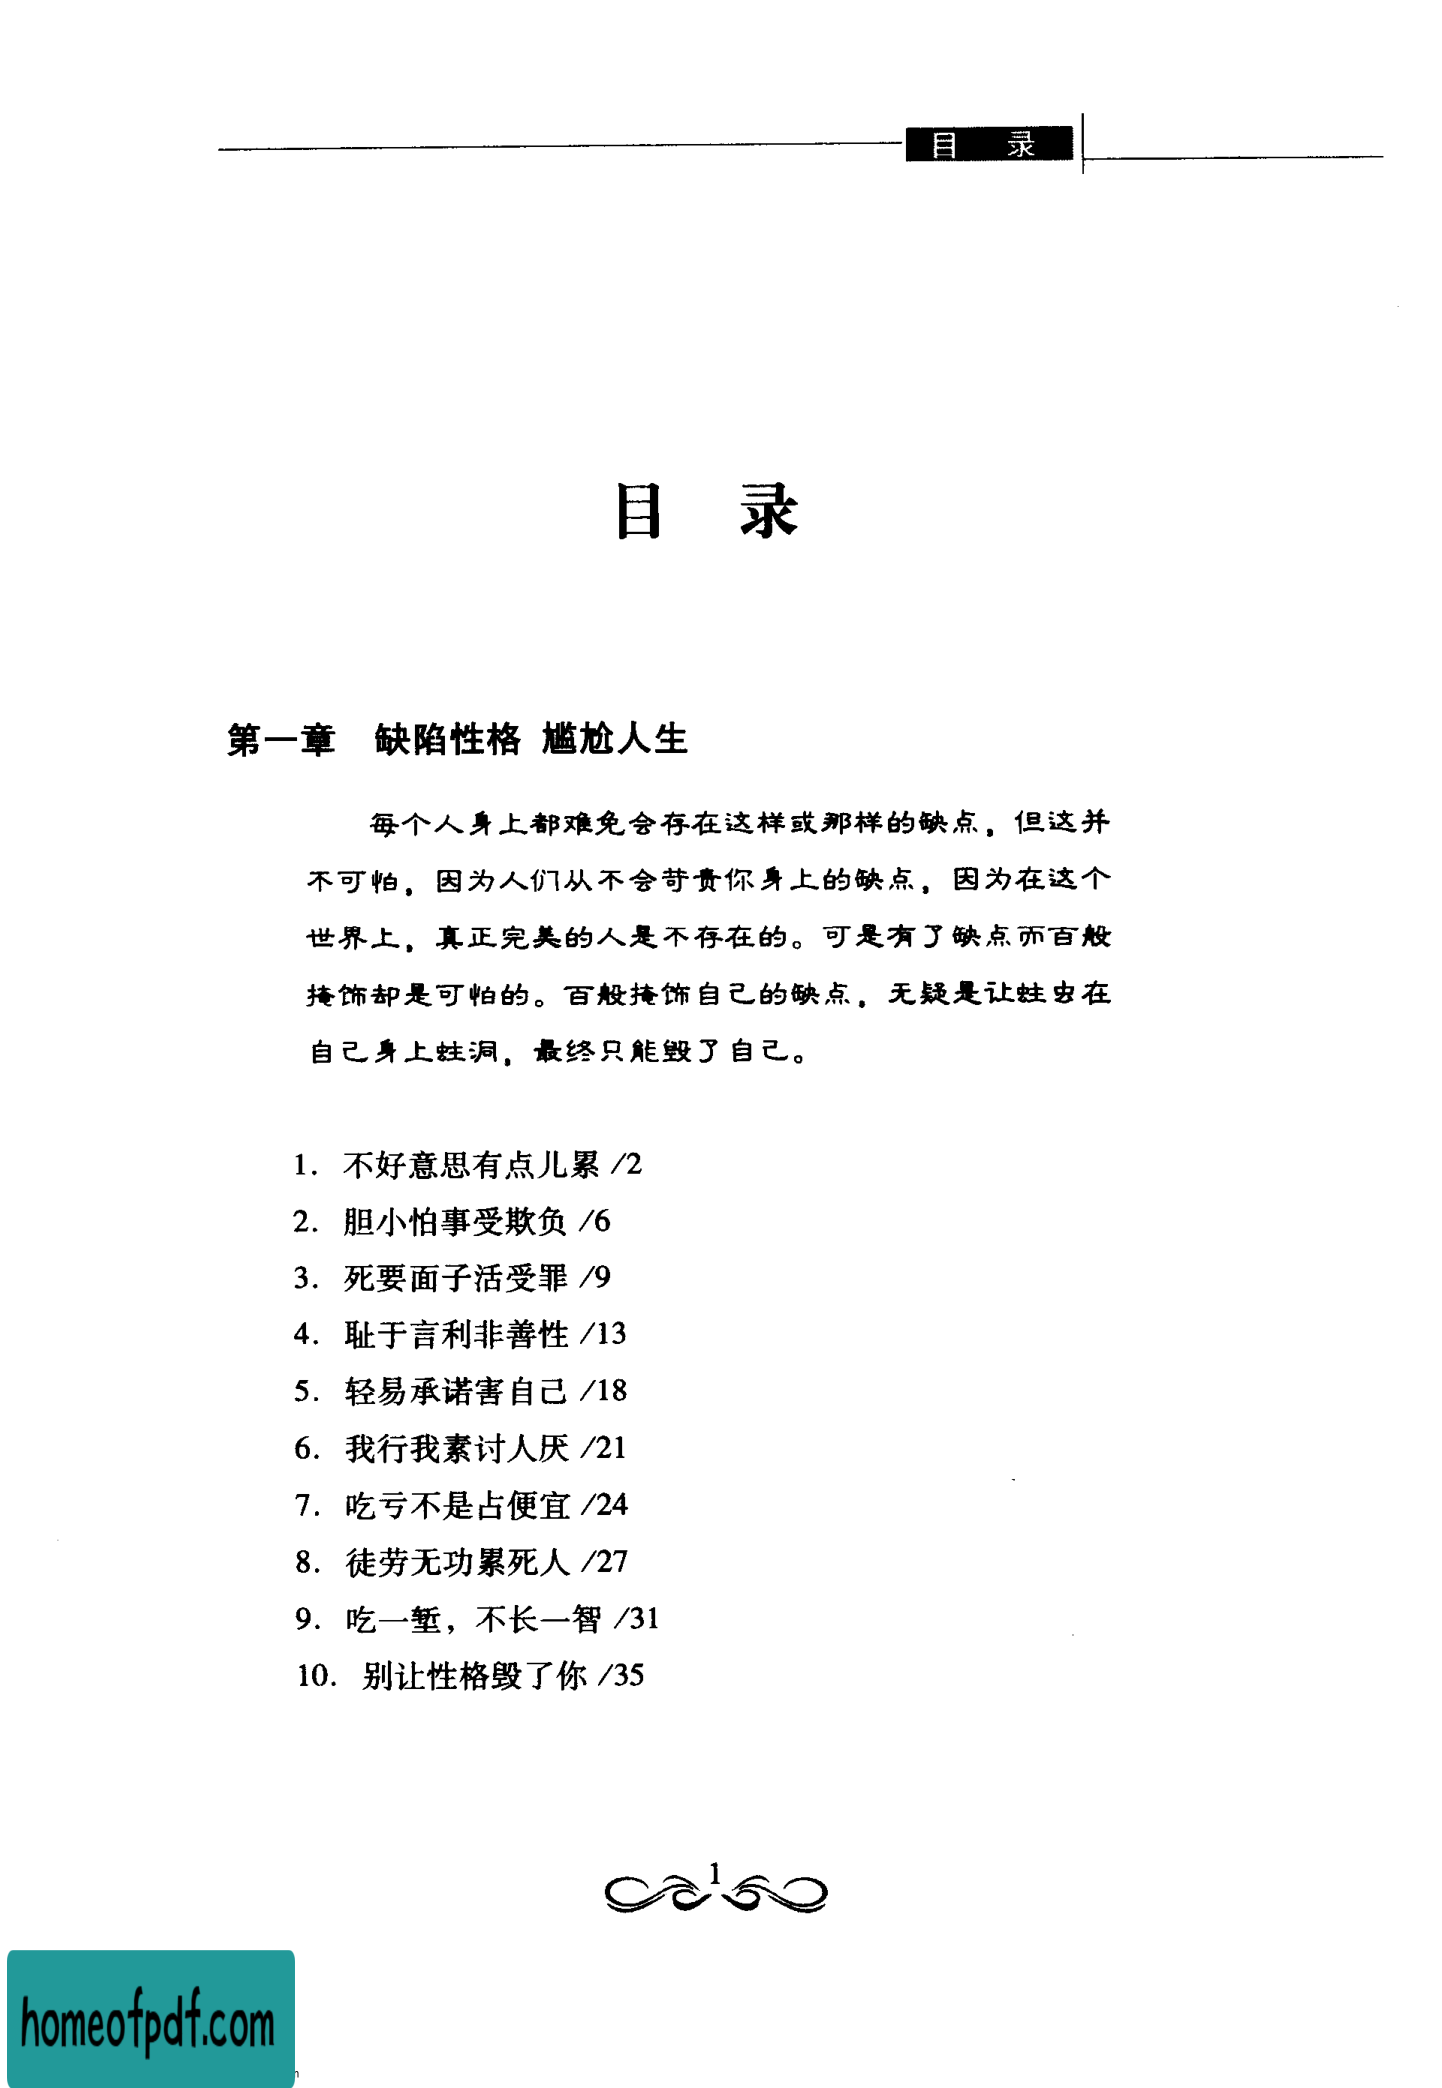 目 录
目 录
第一章 缺陷性格 尴尬人生
每个人身上都难免会存在这样或那样的缺点，但这并
不可怕，因为人们从不会苛责你身上的缺点，因为在这个
世界上，真正完美的人是不存在的。可是有了缺点而百般
掩饰却是可怕的。百般掩饰自己的缺点，无疑是让蛀虫在
自己身上蛀洞，最终只能毁了自己。
1. 不好意思有点儿累 /2
2. 胆小怕事受欺负 /6
3. 死要面子活受罪 /9
4. 耻于言利非善性 /13
5. 轻易承诺害自己 /18
6. 我行我素讨人厌 /21
7. 吃亏不是占便宜 /24
8. 徒劳无功累死人 /27
9. 吃一堑，不长一智 /31
10. 别让性格毁了你 /35
1
homeofpdf.com